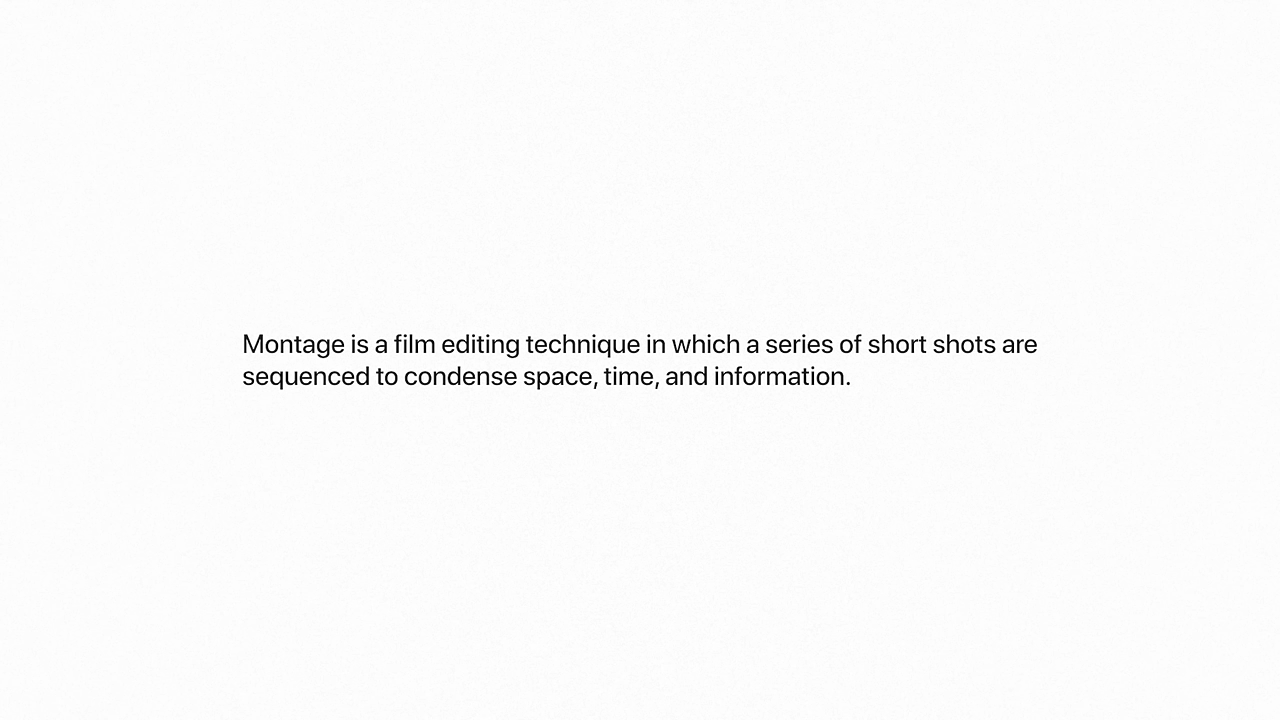 Montage is a film editing technique in which a series of short shots are
sequenced to condense space, time, and information.